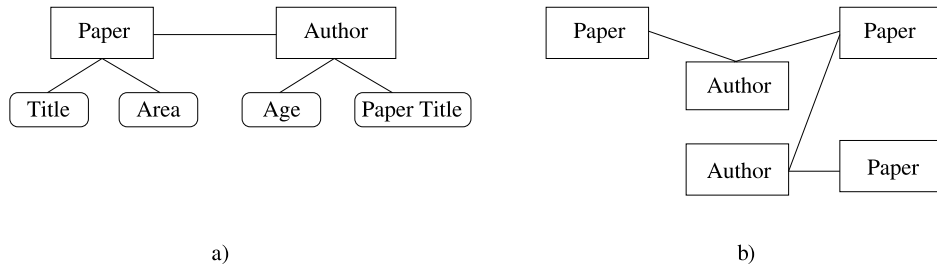 Paper
Author
Title
Area
Age
Paper Title
a)
Paper
Paper
Author
Author
Paper
b)